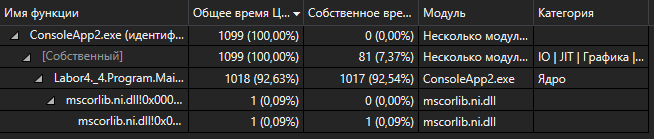 Имя функции Общее время Ц... Собственное вре... Модуль Категория
ConsoleApp2.exe (идентиф... 1099 (100,00%) 0 (0,00%) Несколько модул...
[Собственный] 1099 (100,00%) 81 (7,37%) Несколько модул... IO | JIT | Графика |...
Labor4._4.Program.Mai... 1018 (92,63%) 1017 (92,54%) ConsoleApp2.exe Ядро
mscorlib.ni.dll!0x000... 1 (0,09%) 0 (0,00%) mscorlib.ni.dll
mscorlib.ni.dll!0x0... 1 (0,09%) 1 (0,09%) mscorlib.ni.dll